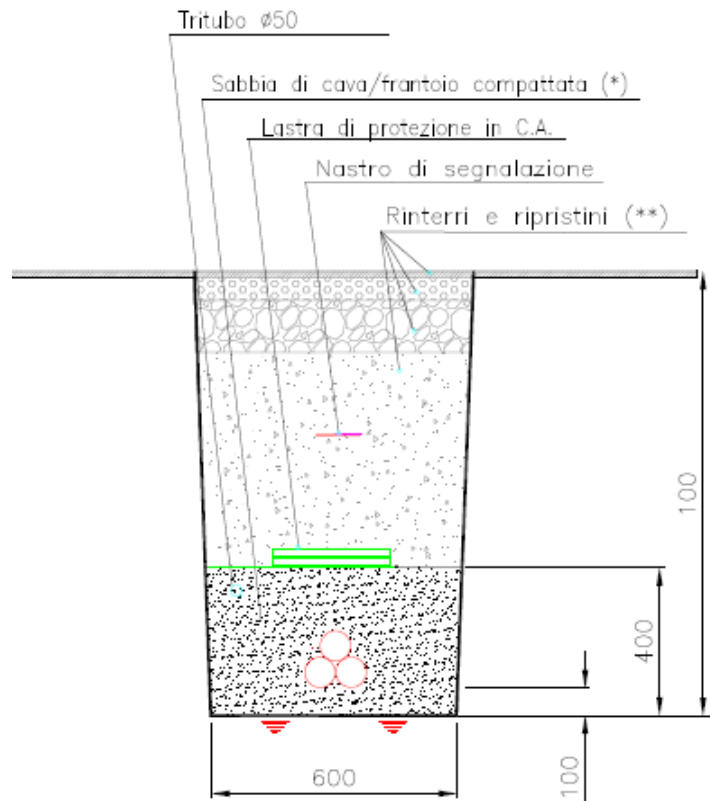 Tritubo ø50
Sabbia di cava/frantoio compattata (*)
Lastra di protezione in C.A.
Nastro di segnalazione
Rinterri e ripristini (**)
100
400
100
600